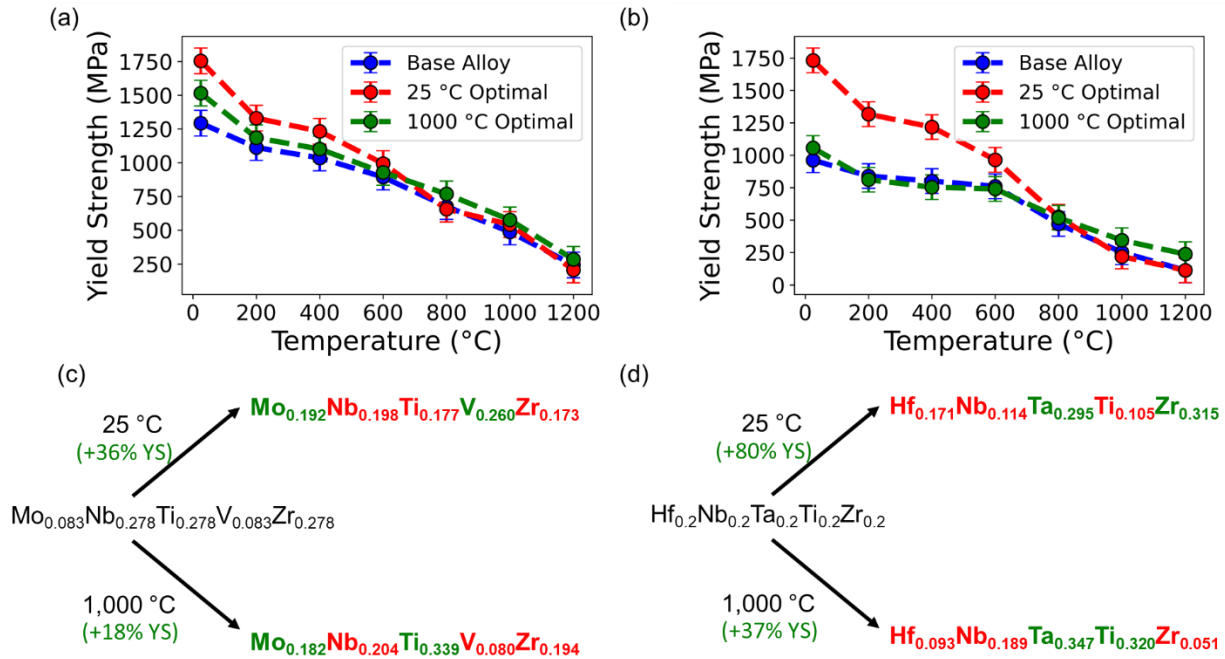 (a)
Yield Strength (MPa)
1750
1500
1250
1000
750
500
250
Base Alloy
25 °C Optimal
1000 °C Optimal
0 200 400 600 800 1000 1200
Temperature (°C)
(b)
Yield Strength (MPa)
1750
1500
1250
1000
750
500
250
0
Base Alloy
25 °C Optimal
1000 °C Optimal
0 200 400 600 800 1000 1200
Temperature (°C)
(c)
Mo0.192Nb0.198Ti0.177V0.260Zr0.173
25 °C
(+36% YS)
Mo0.083Nb0.278Ti0.278V0.083Zr0.278
1,000 °C
(+18% YS)
Mo0.182Nb0.204Ti0.339V0.080Zr0.194
(d)
Hf0.171Nb0.114Ta0.295Ti0.105Zr0.315
25 °C
(+80% YS)
Hf0.2Nb0.2Ta0.2Ti0.2Zr0.2
1,000 °C
(+37% YS)
Hf0.093Nb0.189Ta0.347Ti0.320Zr0.051